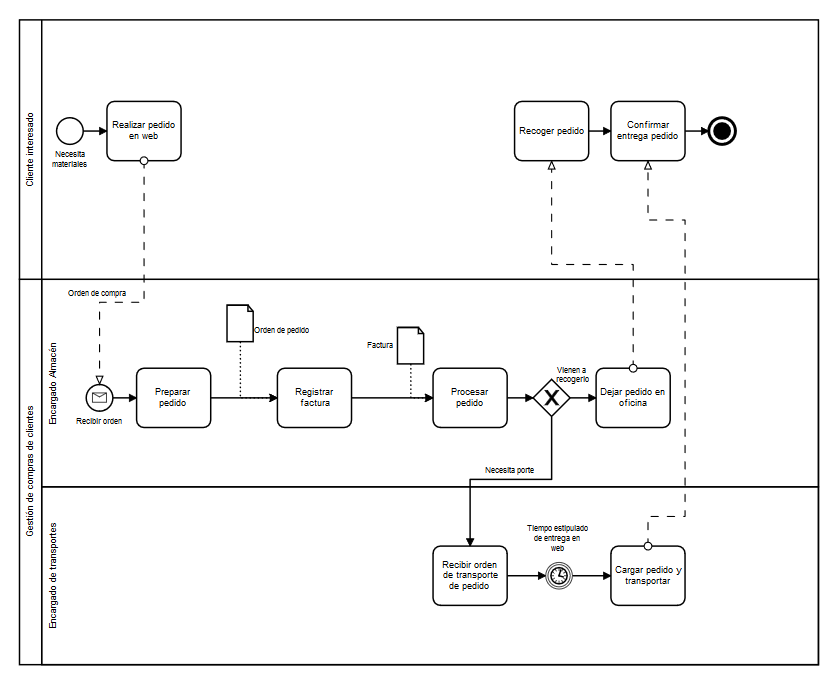 Cliente interesado
Necesita
materiales
Realizar pedido
en web
Recoger pedido
Confirmar
entrega pedido
Gestión de compras de clientes
Encargado Almacén
Orden de compra
Recibir orden
Preparar
pedido
Orden de pedido
Registrar
factura
Factura
Procesar
pedido
Vienen a
recogerlo
Dejar pedido en
oficina
Necesita porte
Encargado de transportes
Recibir orden
de transporte
de pedido
Tiempo estipulado
de entrega en
web
Cargar pedido y
transportar